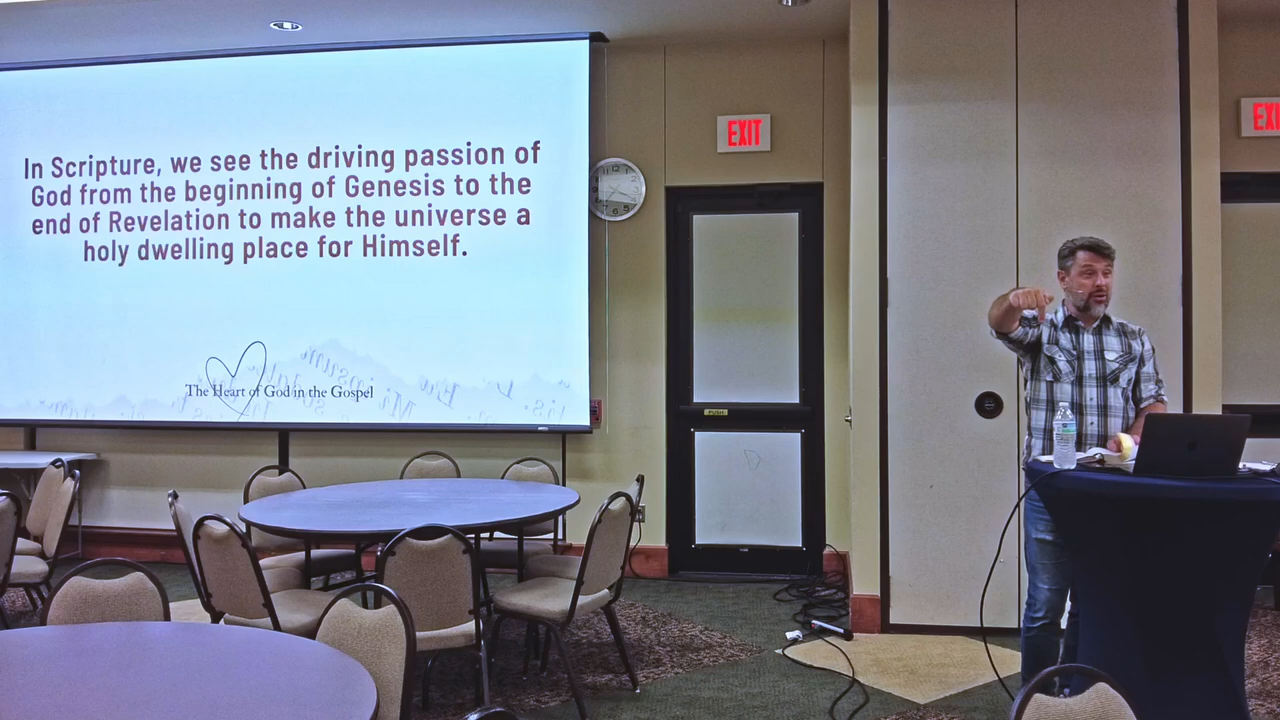 In Scripture, we see the driving passion of
God from the beginning of Genesis to the
end of Revelation to make the universe a
holy dwelling place for Himself.
The Heart of God in the Gospel
EXIT
PUSH